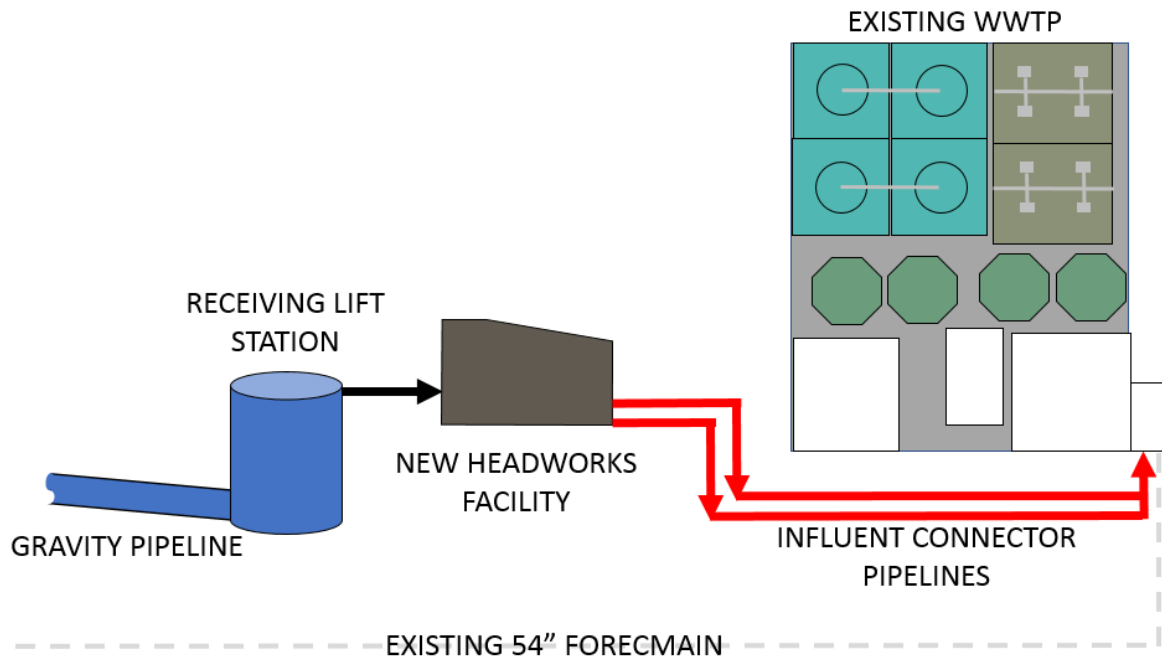 EXISTING WWTP
RECEIVING LIFT
STATION
NEW HEADWORKS
FACILITY
GRAVITY PIPELINE
INFLUENT CONNECTOR
PIPELINES
EXISTING 54” FORECMAIN